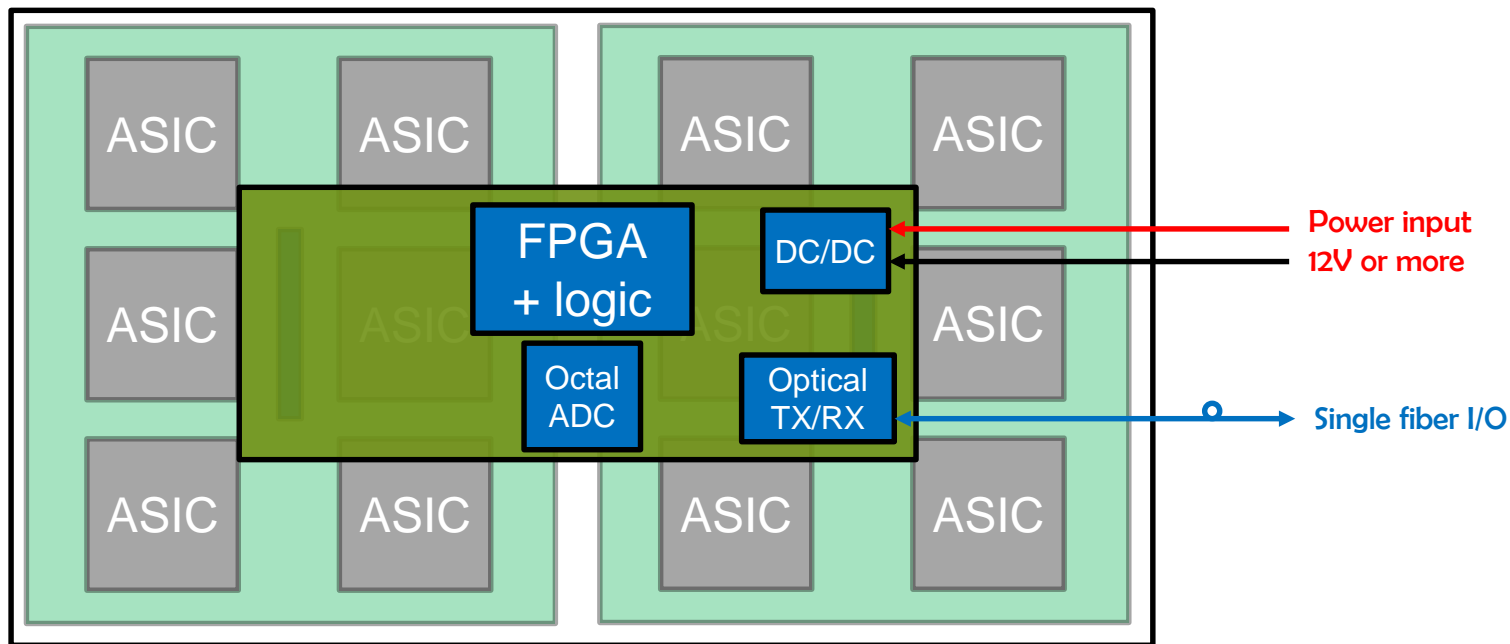 ASIC
ASIC
ASIC
ASIC
FPGA
+ logic
DC/DC
Power input
12V or more
ASIC
ASIC
ASIC
ASIC
Octal
ADC
Optical
TX/RX
Single fiber I/O
ASIC
ASIC
ASIC
ASIC